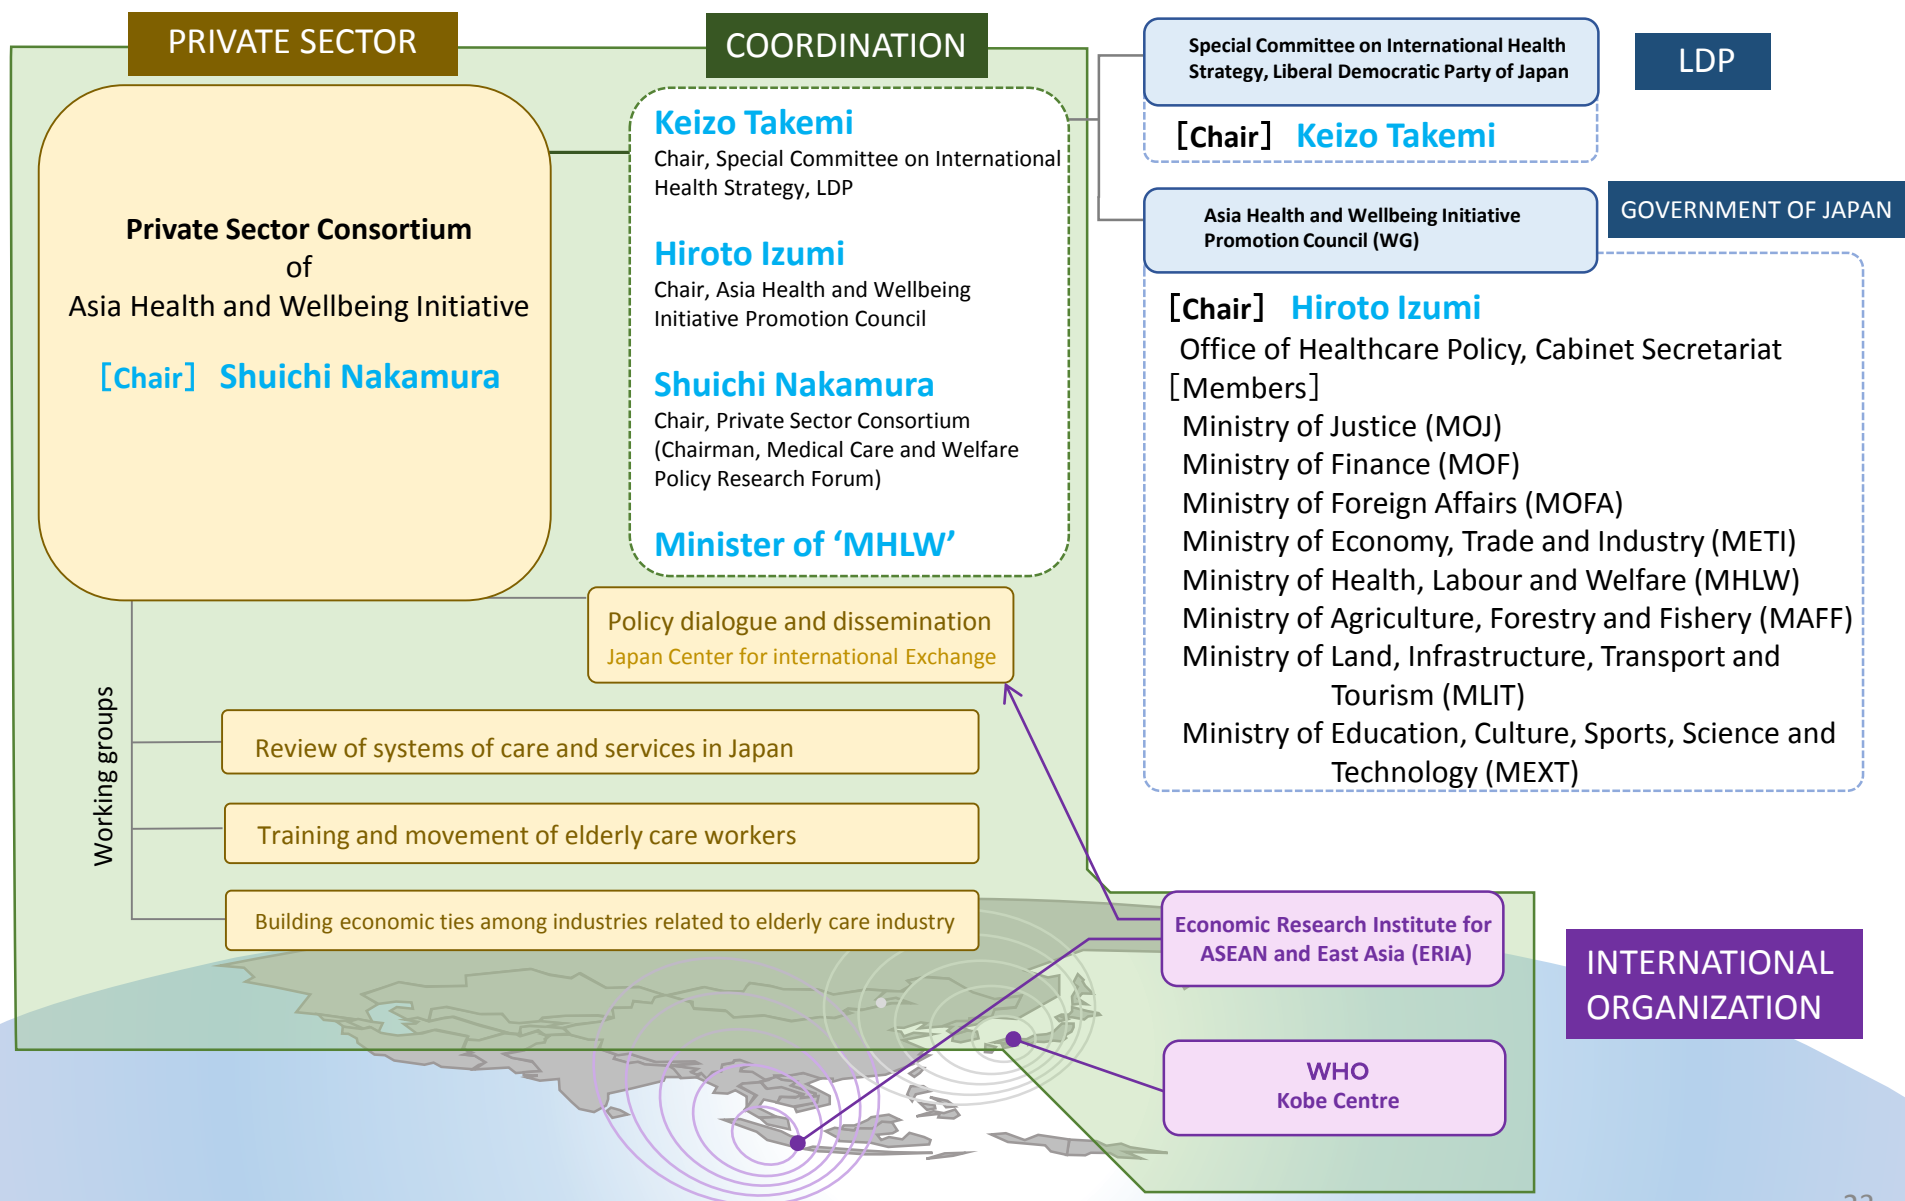 PRIVATE SECTOR
Private Sector Consortium
of
Asia Health and Wellbeing Initiative
［Chair］ Shuichi Nakamura
COORDINATION
Keizo Takemi
Chair, Special Committee on International
Health Strategy, LDP
Hiroto Izumi
Chair, Asia Health and Wellbeing
Initiative Promotion Council
Shuichi Nakamura
Chair, Private Sector Consortium
(Chairman, Medical Care and Welfare
Policy Research Forum)
Minister of ‘MHLW’
Special Committee on International Health
Strategy, Liberal Democratic Party of Japan
LDP
［Chair］ Keizo Takemi
Asia Health and Wellbeing Initiative
Promotion Council (WG)
GOVERNMENT OF JAPAN
［Chair］ Hiroto Izumi
Office of Healthcare Policy, Cabinet Secretariat
［Members］
Ministry of Justice (MOJ)
Ministry of Finance (MOF)
Ministry of Foreign Affairs (MOFA)
Ministry of Economy, Trade and Industry (METI)
Ministry of Health, Labour and Welfare (MHLW)
Ministry of Agriculture, Forestry and Fishery (MAFF)
Ministry of Land, Infrastructure, Transport and
Tourism (MLIT)
Ministry of Education, Culture, Sports, Science and
Technology (MEXT)
Policy dialogue and dissemination
Japan Center for international Exchange
Working groups
Review of systems of care and services in Japan
Training and movement of elderly care workers
Building economic ties among industries related to elderly care industry
Economic Research Institute for
ASEAN and East Asia (ERIA)
INTERNATIONAL
ORGANIZATION
WHO
Kobe Centre